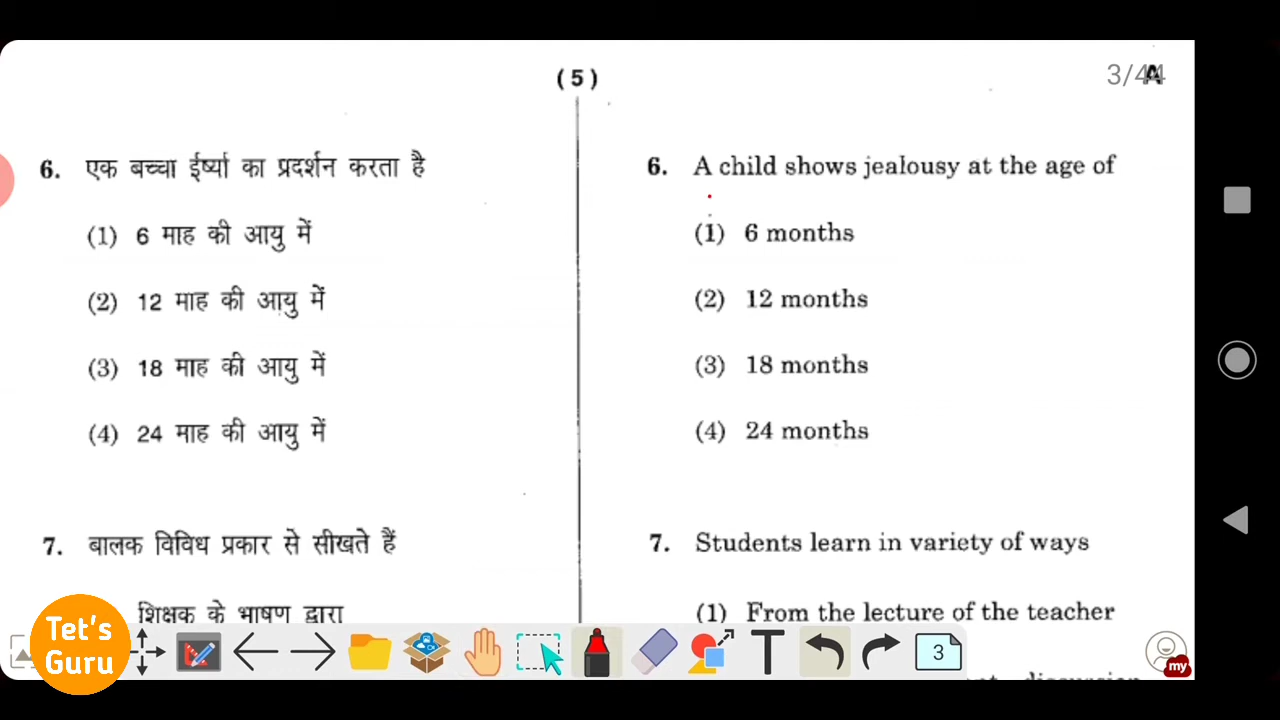 (5)
3/44 A
6. एक बच्चा ईर्ष्या का प्रदर्शन करता है
(1) 6 माह की आयु में
(2) 12 माह की आयु में
(3) 18 माह की आयु में
(4) 24 माह की आयु में
7. बालक विविध प्रकार से सीखते हैं
शिक्षक के भाषण द्वारा
6. A child shows jealousy at the age of
(1) 6 months
(2) 12 months
(3) 18 months
(4) 24 months
7. Students learn in variety of ways
(1) From the lecture of the teacher
discussion
Tet's
Guru
T
3
my